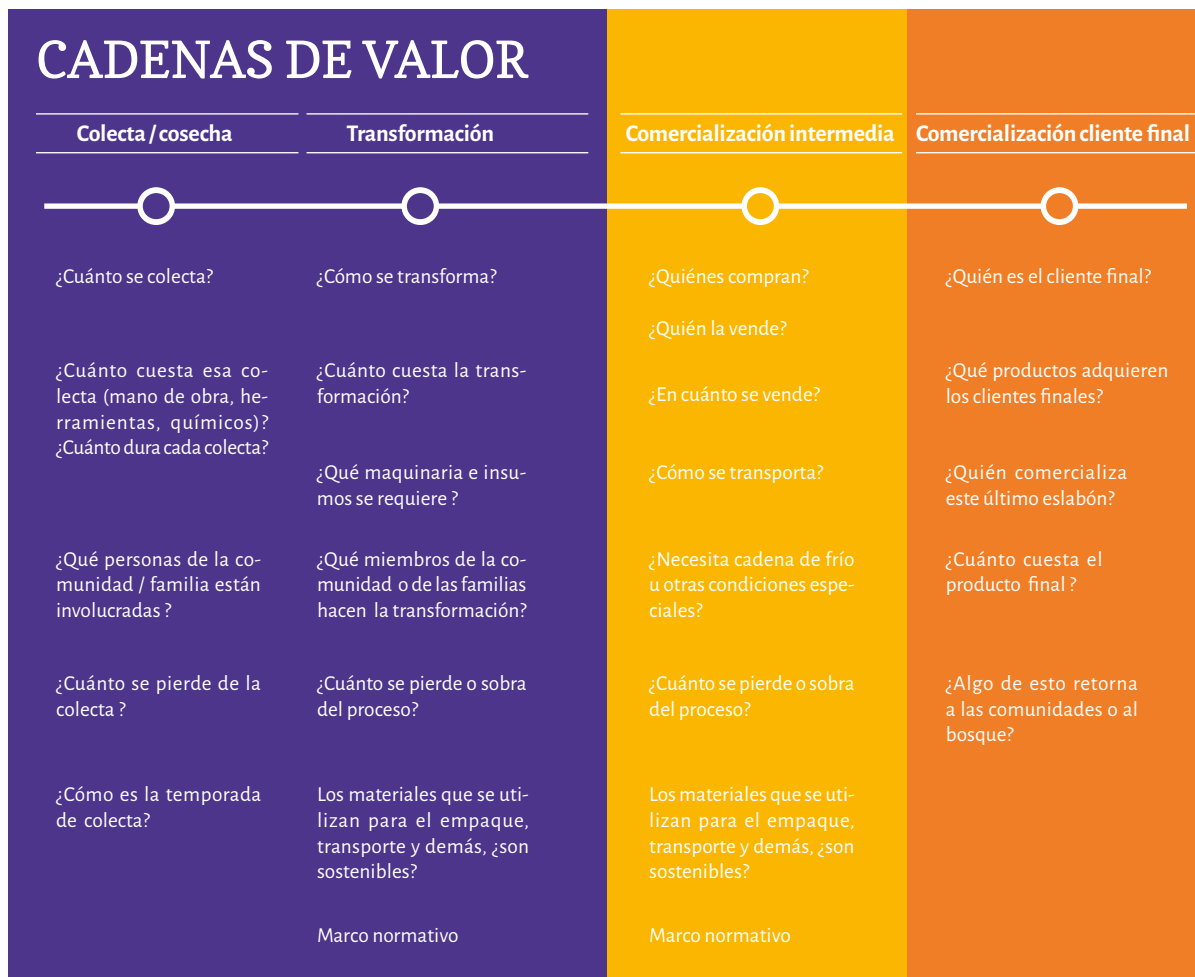 CADENAS DE VALOR
Colecta / cosecha
¿Cuánto se colecta?
¿Cuánto cuesta esa co-
lecta (mano de obra, he-
rramientas, químicos)?
¿Cuánto dura cada colecta?
¿Qué personas de la co-
munidad / familia están
involucradas ?
¿Cuánto se pierde de la
colecta ?
¿Cómo es la temporada
de colecta?
Transformación
¿Cómo se transforma?
¿Cuánto cuesta la trans-
formación?
¿Qué maquinaria e insu-
mos se requiere ?
¿Qué miembros de la co-
munidad o de las familias
hacen la transformación?
¿Cuánto se pierde o sobra
del proceso?
Los materiales que se uti-
lizan para el empaque,
transporte y demás, ¿son
sostenibles?
Marco normativo
Comercialización intermedia
¿Quiénes compran?
¿Quién la vende?
¿En cuánto se vende?
¿Cómo se transporta?
¿Necesita cadena de frío
u otras condiciones espe-
ciales?
¿Cuánto se pierde o sobra
del proceso?
Los materiales que se uti-
lizan para el empaque,
transporte y demás, ¿son
sostenibles?
Marco normativo
Comercialización cliente final
¿Quién es el cliente final?
¿Qué productos adquieren
los clientes finales?
¿Quién comercializa
este último eslabón?
¿Cuánto cuesta el
producto final ?
¿Algo de esto retorna
a las comunidades o al
bosque?